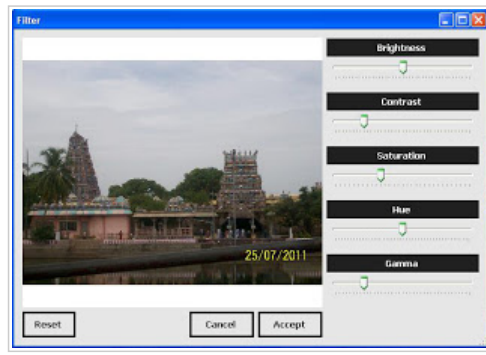 Filter
Brightness
Contrast
Saturation
Hue
Gamma
25/07/2011
Reset
Cancel
Accept